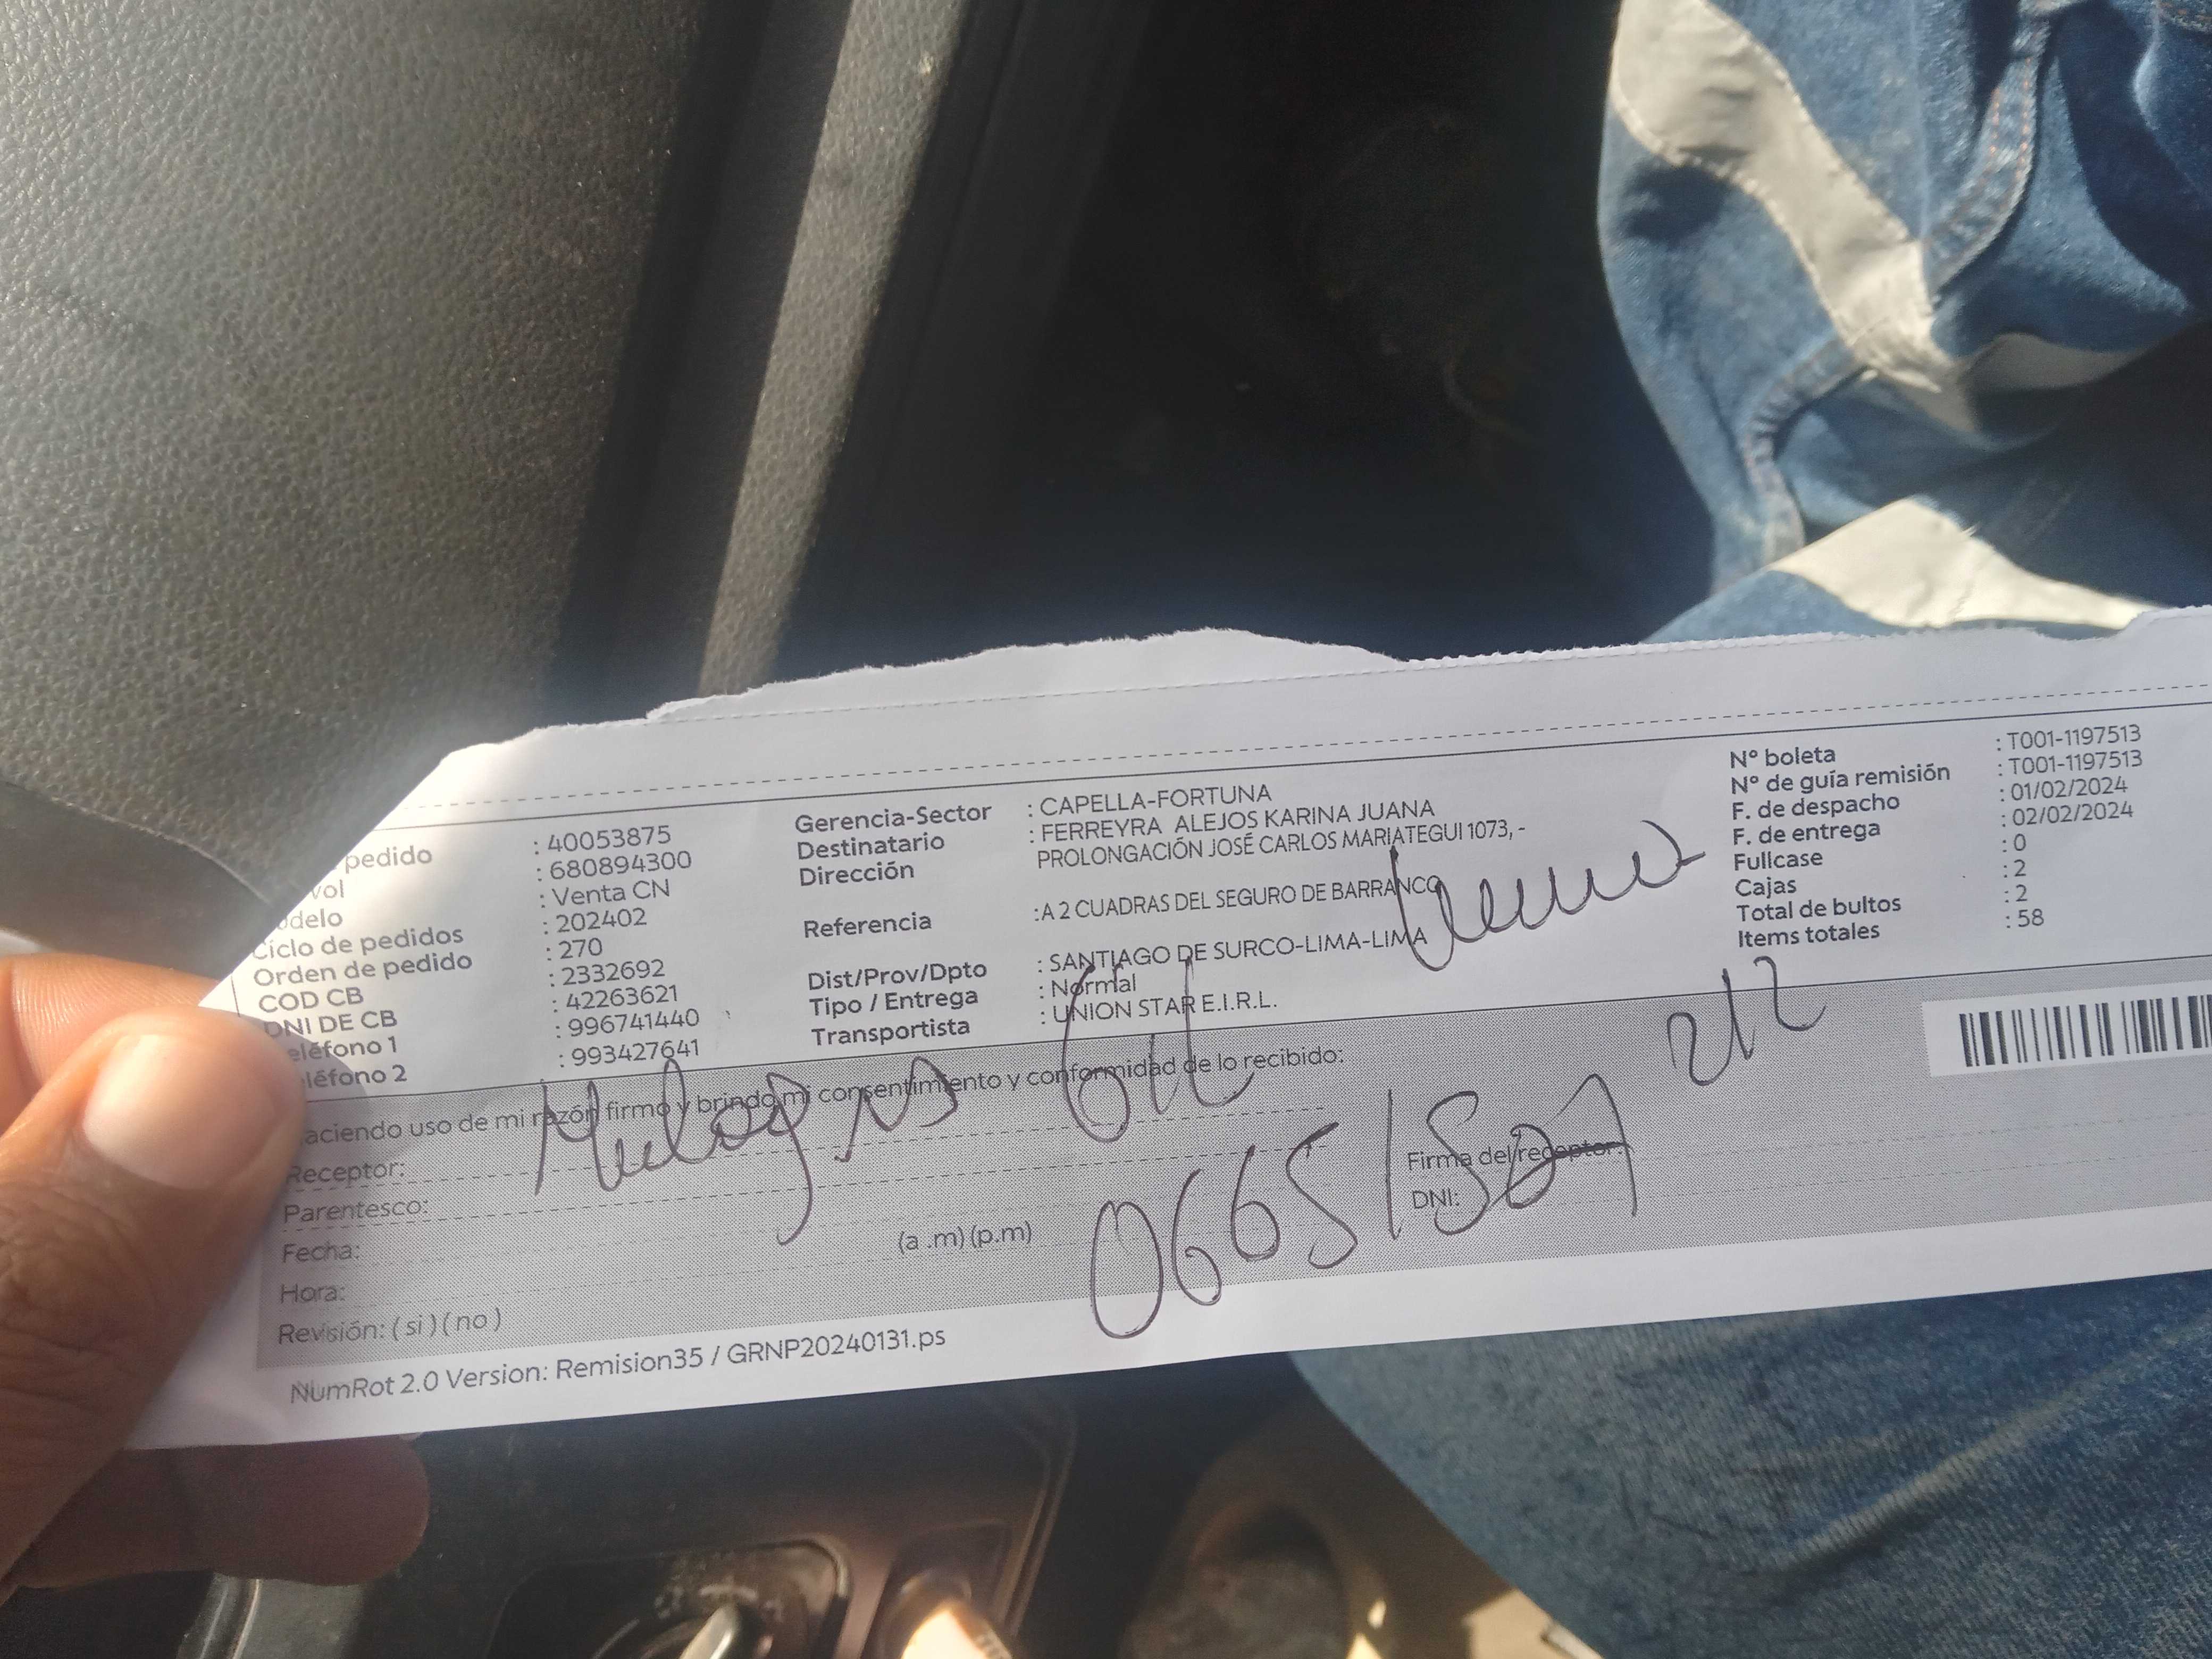 pedido : 40053875
vol : 680894300
odelo : Venta CN
Ciclo de pedidos : 202402
Orden de pedido : 270
COD CB : 2332692
DNI DE CB : 42263621
eléfono 1 : 996741440
léfono 2 : 993427641
Gerencia-Sector : CAPELLA-FORTUNA
Destinatario : FERREYRA ALEJOS KARINA JUANA
Dirección PROLONGACIÓN JOSÉ CARLOS MARIATEGUI 1073, -
Referencia :A 2 CUADRAS DEL SEGURO DE BARRANCO
Dist/Prov/Dpto : SANTIAGO DE SURCO-LIMA-LIMA
Tipo / Entrega : Normal
Transportista : UNION STAR E.I.R.L.
N° boleta : T001-1197513
N° de guía remisión : T001-1197513
F. de despacho : 01/02/2024
F. de entrega : 02/02/2024
Fullcase : 0
Cajas : 2
Total de bultos : 2
Items totales : 58
aciendo uso de mi razón firmo y brindo mi consentimiento y conformidad de lo recibido:
Receptor:
Parentesco:
Fecha:
Hora: (a .m) (p.m)
Revisión: ( si ) ( no )
Firma del receptor:
DNI:
2/2
NumRot 2.0 Version: Remision35 / GRNP20240131.ps